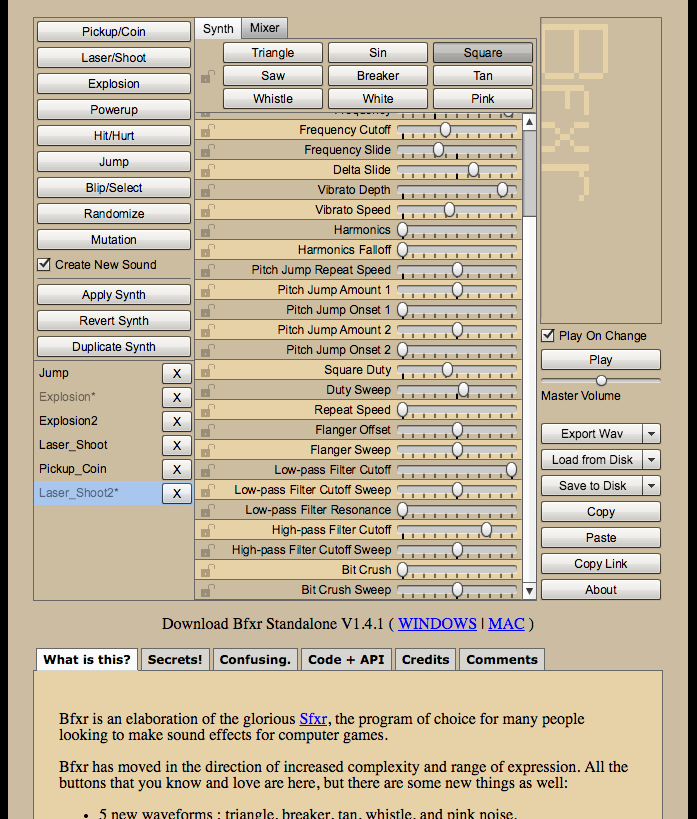 Pickup/Coin
Laser/Shoot
Explosion
Powerup
Hit/Hurt
Jump
Blip/Select
Randomize
Mutation
Create New Sound
Apply Synth
Revert Synth
Duplicate Synth
Jump X
Explosion* X
Explosion2 X
Laser_Shoot X
Pickup_Coin X
Laser_Shoot2* X
Synth Mixer
Triangle Sin Square
Saw Breaker Tan
Whistle White Pink
Frequency
Frequency Cutoff
Frequency Slide
Delta Slide
Vibrato Depth
Vibrato Speed
Harmonics
Harmonics Falloff
Pitch Jump Repeat Speed
Pitch Jump Amount 1
Pitch Jump Onset 1
Pitch Jump Amount 2
Pitch Jump Onset 2
Square Duty
Duty Sweep
Repeat Speed
Flanger Offset
Flanger Sweep
Low-pass Filter Cutoff
Low-pass Filter Cutoff Sweep
Low-pass Filter Resonance
High-pass Filter Cutoff
High-pass Filter Cutoff Sweep
Bit Crush
Bit Crush Sweep
Bfxr
Play On Change
Play
Master Volume
Export Wav
Load from Disk
Save to Disk
Copy
Paste
Copy Link
About
Download Bfxr Standalone V1.4.1 ( WINDOWS | MAC )
What is this? Secrets! Confusing. Code + API Credits Comments
Bfxr is an elaboration of the glorious Sfxr, the program of choice for many people
looking to make sound effects for computer games.
Bfxr has moved in the direction of increased complexity and range of expression. All the
buttons that you know and love are here, but there are some new things as well:
• 5 new waveforms : triangle, breaker, tan, whistle, and pink noise.